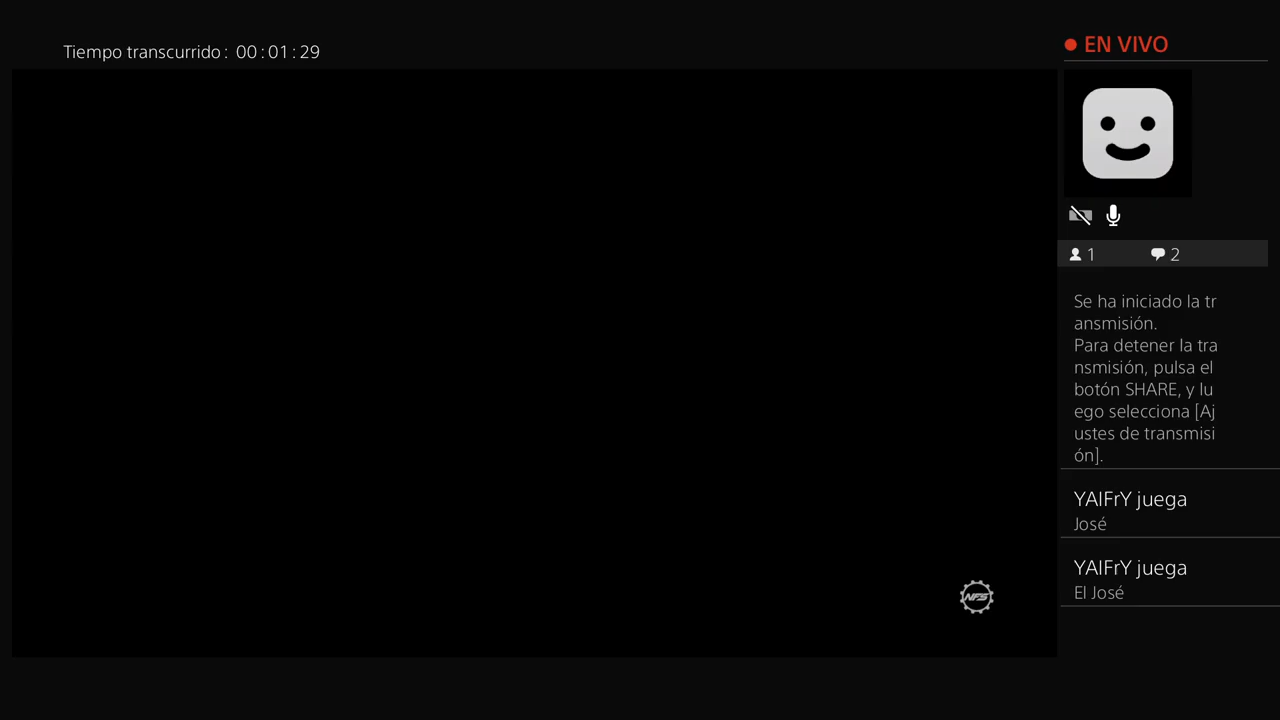 Tiempo transcurrido : 00:01:29
EN VIVO
1 2
Se ha iniciado la tr
ansmisión.
Para detener la tra
nsmisión, pulsa el
botón SHARE, y lu
ego selecciona [Aj
ustes de transmisi
ón].
YAIFrY juega
José
YAIFrY juega
El José
NFS